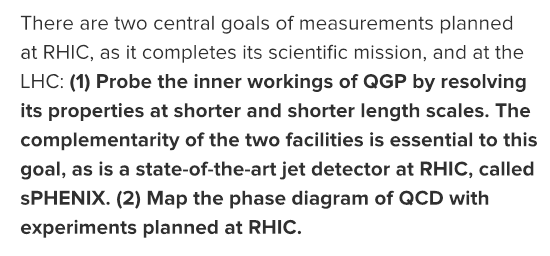 There are two central goals of measurements planned
at RHIC, as it completes its scientific mission, and at the
LHC: (1) Probe the inner workings of QGP by resolving
its properties at shorter and shorter length scales. The
complementarity of the two facilities is essential to this
goal, as is a state-of-the-art jet detector at RHIC, called
sPHENIX. (2) Map the phase diagram of QCD with
experiments planned at RHIC.